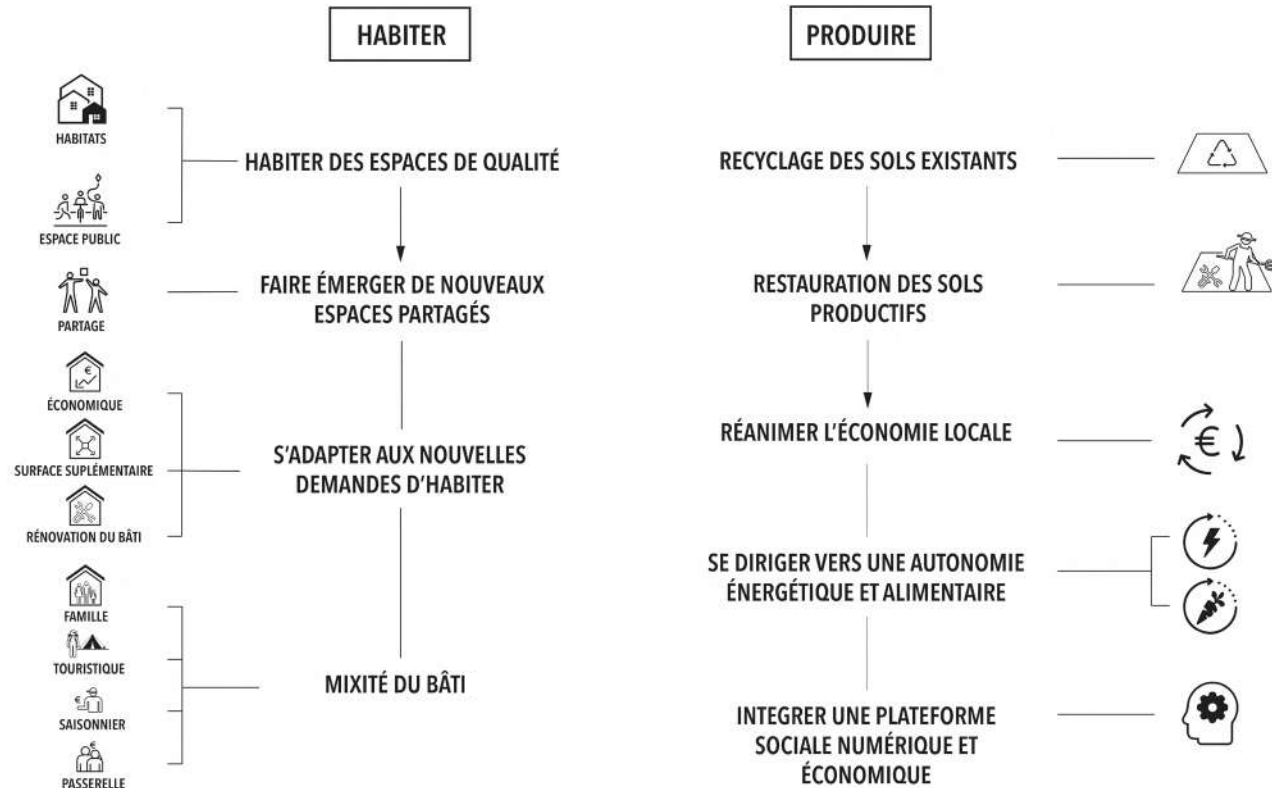 HABITER
HABITATS
ESPACE PUBLIC
HABITER DES ESPACES DE QUALITÉ
PARTAGE
FAIRE ÉMERGER DE NOUVEAUX
ESPACES PARTAGÉS
€
ÉCONOMIQUE
SURFACE SUPLÉMENTAIRE
RÉNOVATION DU BÂTI
S'ADAPTER AUX NOUVELLES
DEMANDES D'HABITER
FAMILLE
TOURISTIQUE
€
SAISONNIER
€
PASSERELLE
MIXITÉ DU BÂTI
PRODUIRE
RECYCLAGE DES SOLS EXISTANTS
RESTAURATION DES SOLS
PRODUCTIFS
RÉANIMER L'ÉCONOMIE LOCALE
€
SE DIRIGER VERS UNE AUTONOMIE
ÉNERGÉTIQUE ET ALIMENTAIRE
INTEGRER UNE PLATEFORME
SOCIALE NUMÉRIQUE ET
ÉCONOMIQUE